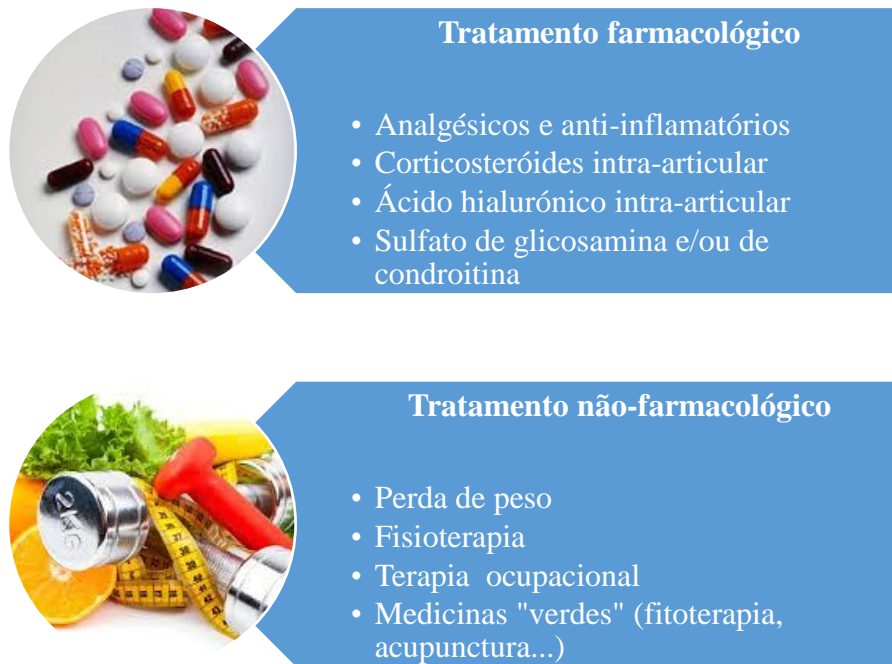 Tratamento farmacológico
• Analgésicos e anti-inflamatórios
• Corticosteróides intra-articular
• Ácido hialurónico intra-articular
• Sulfato de glicosamina e/ou de
condroitina
Tratamento não-farmacológico
2KG
• Perda de peso
• Fisioterapia
• Terapia ocupacional
• Medicinas "verdes" (fitoterapia,
acupunctura...)